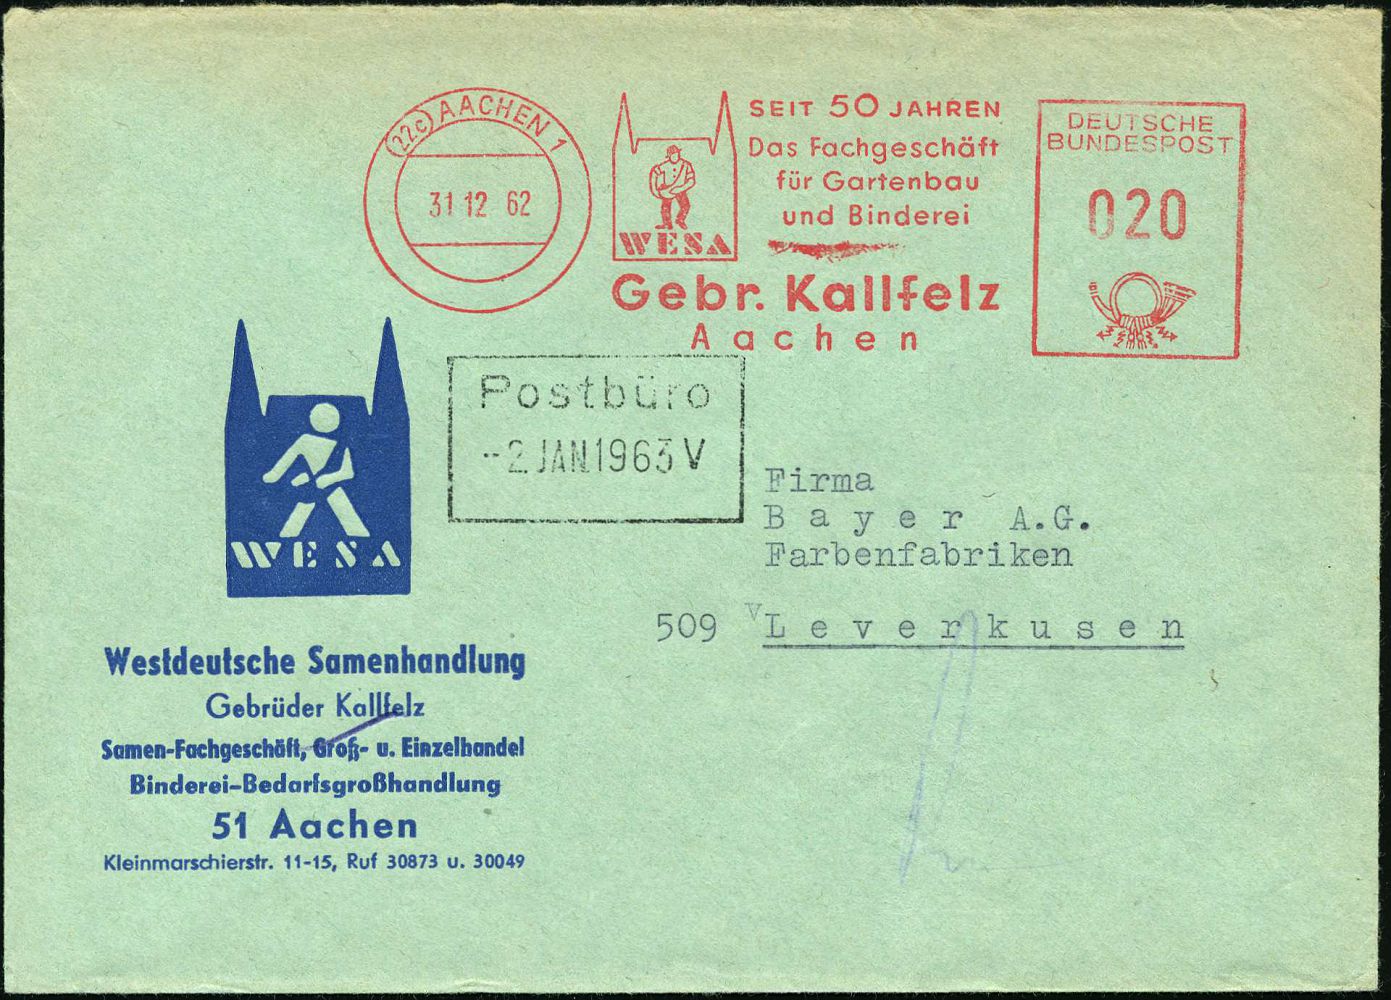 (22c) AACHEN 1
31 12 62
WESA
SEIT 50 JAHREN
Das Fachgeschäft
für Gartenbau
und Binderei
Gebr. Kallfelz
Aachen
DEUTSCHE
BUNDESPOST
020
Postbüro
-2 JAN 1963 V
WESA
Firma
Bayer A.G.
Farbenfabriken
509 Leverkusen
Westdeutsche Samenhandlung
Gebrüder Kallfelz
Samen-Fachgeschäft, Groß- u. Einzelhandel
Binderei-Bedarfsgroßhandlung
51 Aachen
Kleinmarschierstr. 11-15, Ruf 30873 u. 30049